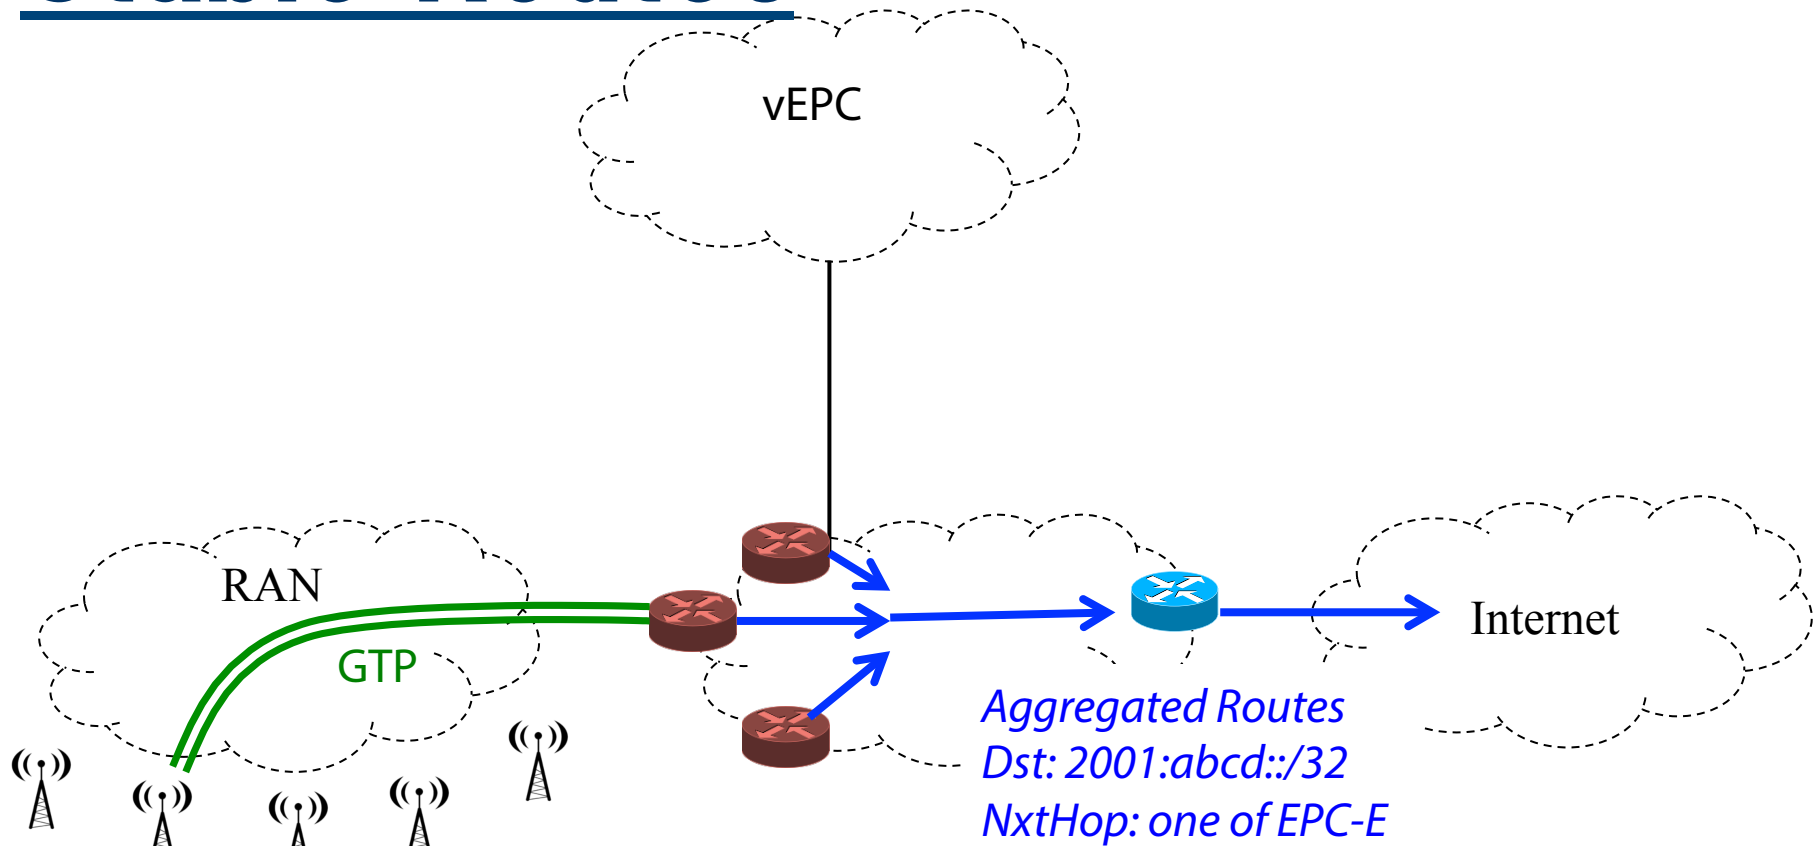 vEPC
RAN
GTP
Internet
Aggregated Routes
Dst: 2001:abcd::/32
NxtHop: one of EPC-E